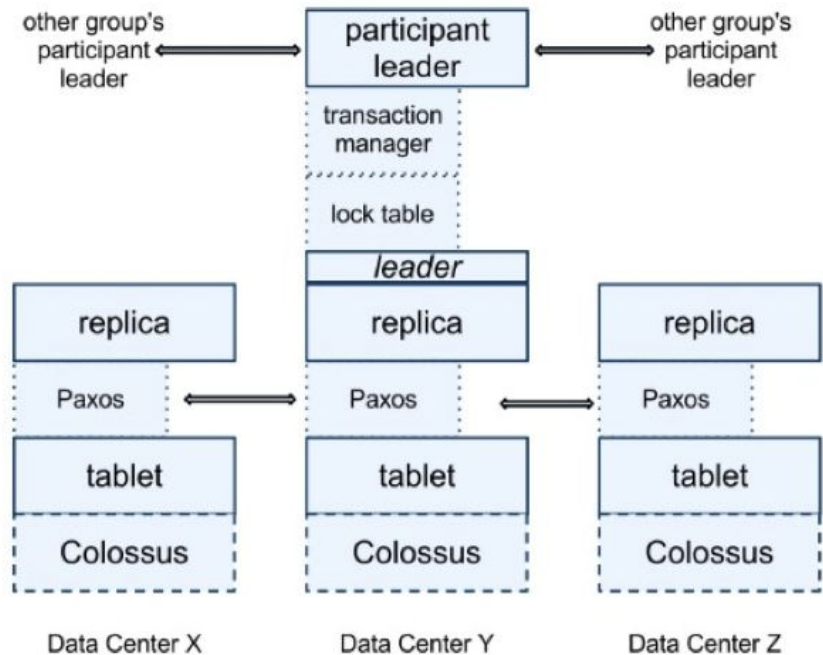 other group's
participant
leader
participant
leader
other group's
participant
leader
transaction
manager
lock table
leader
replica
replica
replica
Paxos
Paxos
Paxos
tablet
tablet
tablet
Colossus
Colossus
Colossus
Data Center X
Data Center Y
Data Center Z